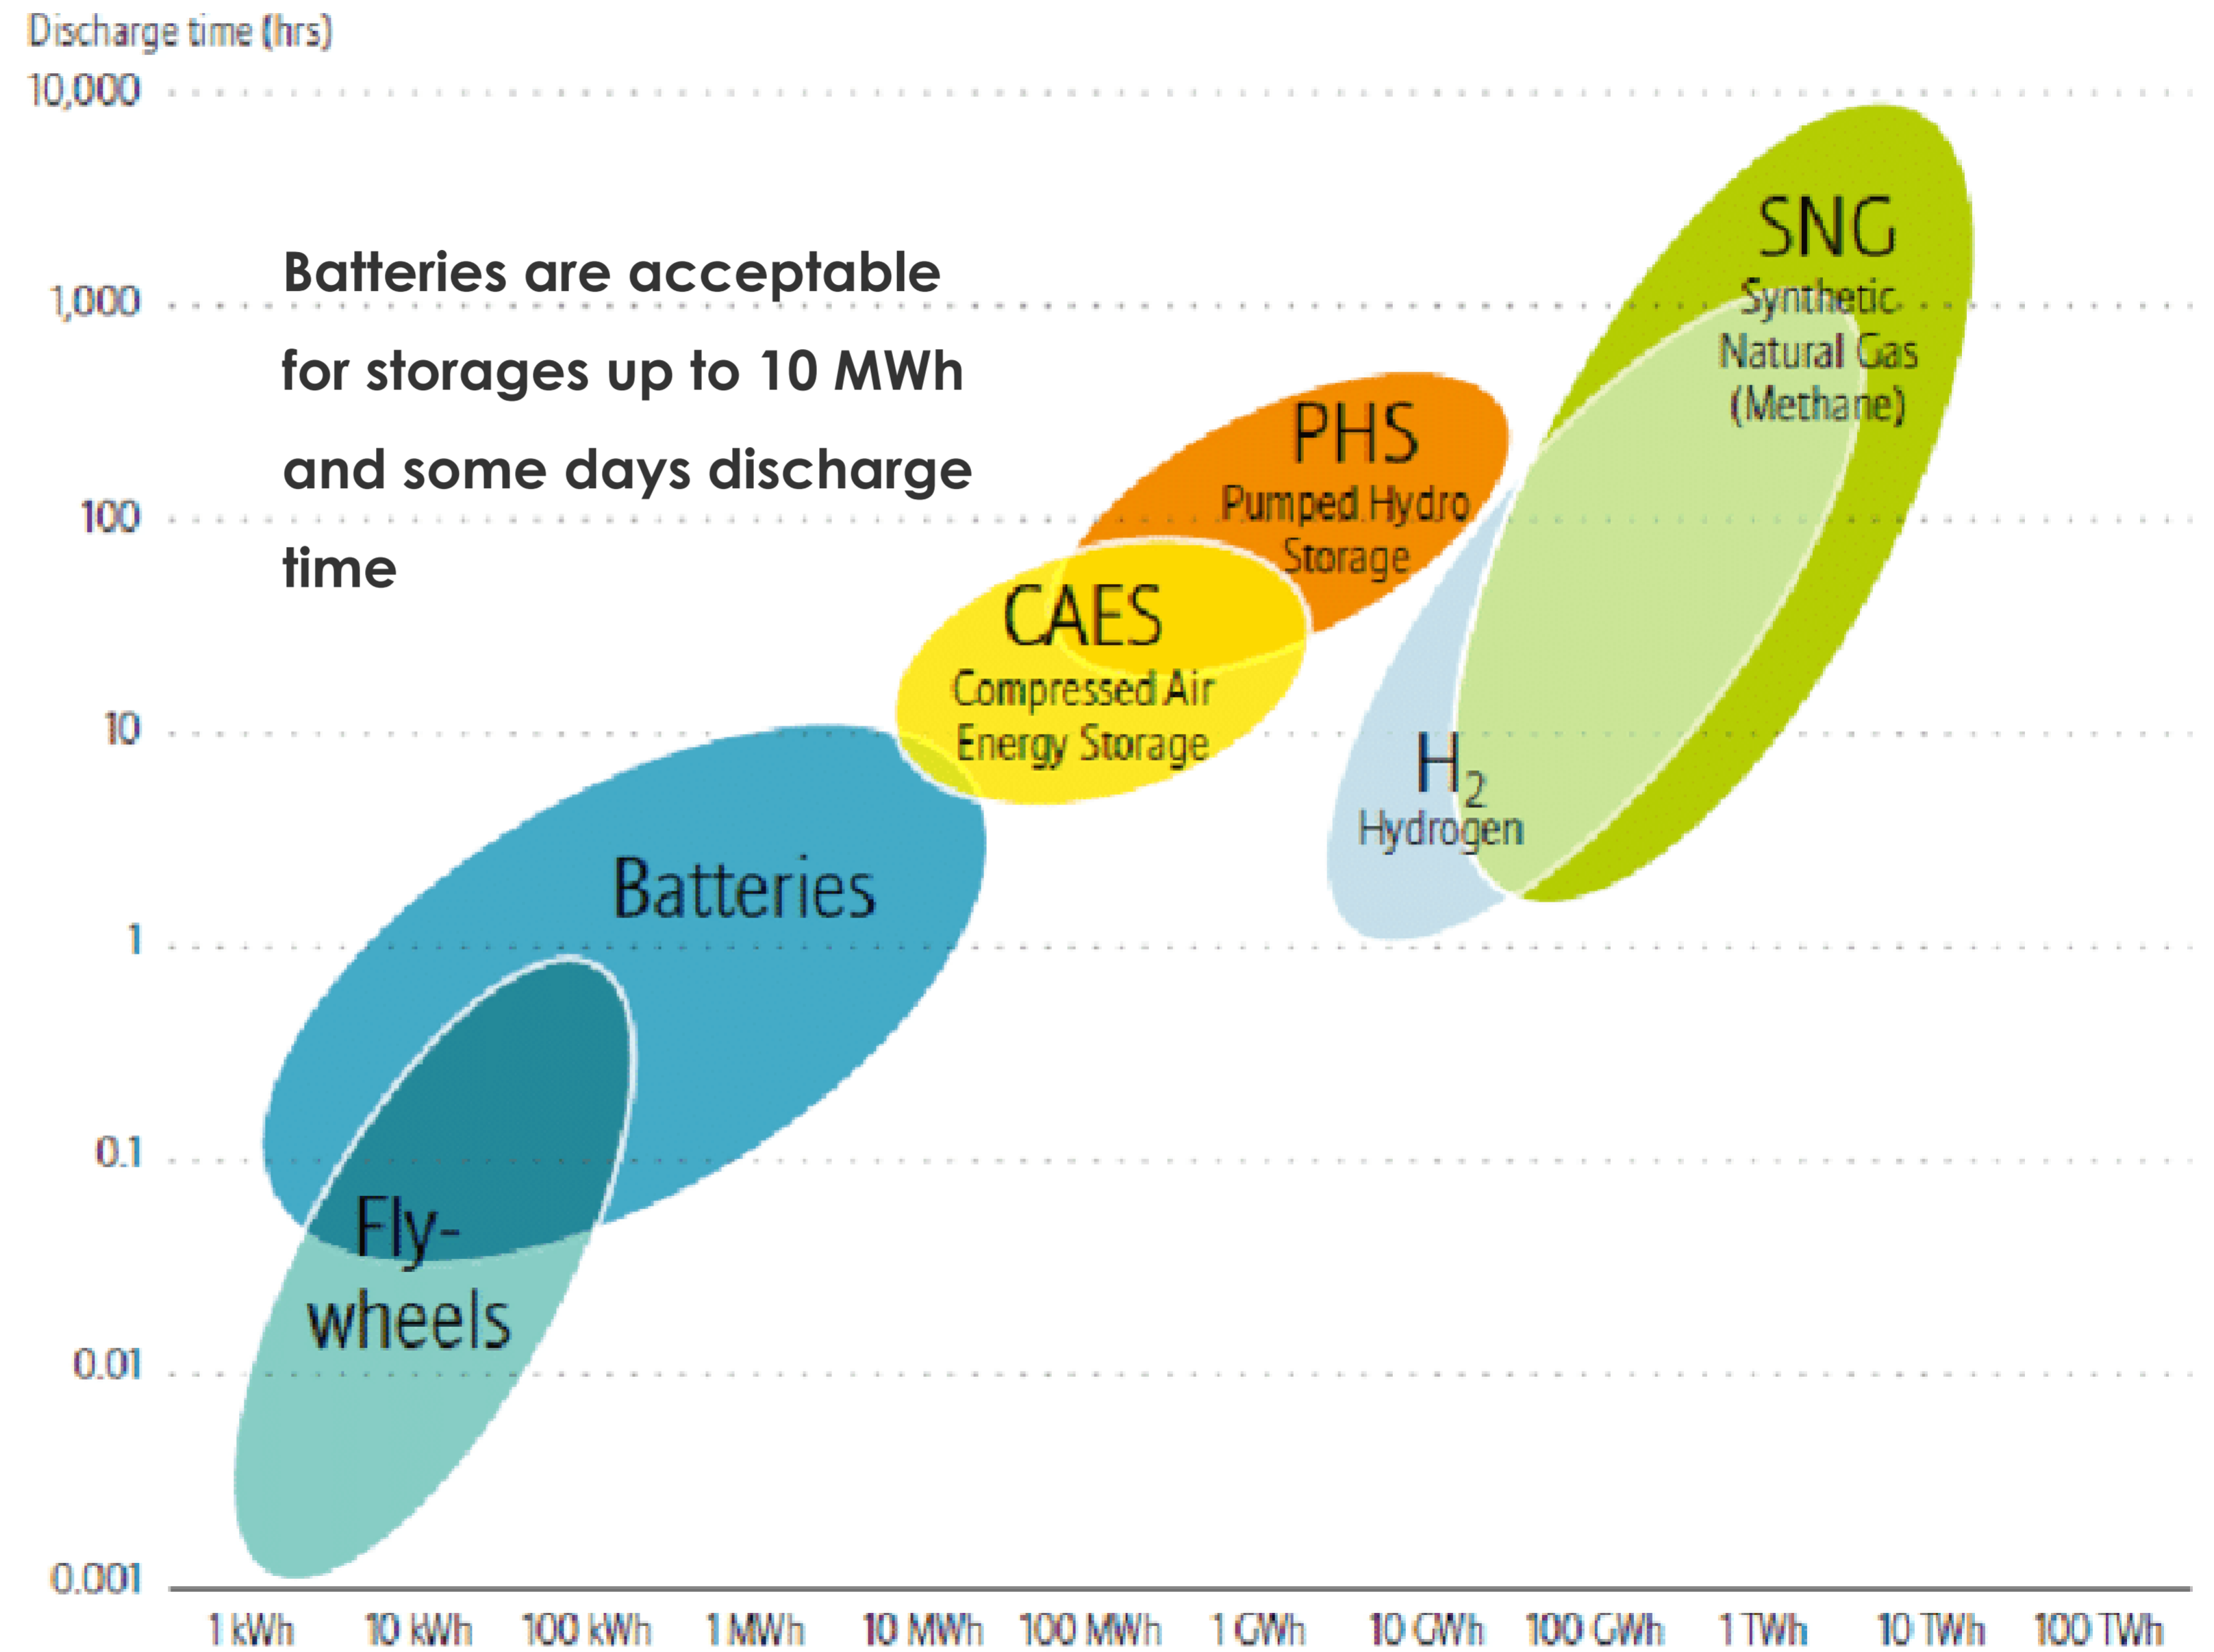 Discharge time (hrs)
10,000
1,000
100
10
1
0.1
0.01
0.001
Batteries are acceptable
for storages up to 10 MWh
and some days discharge
time
SNG
Synthetic
Natural Gas
(Methane)
PHS
Pumped Hydro
Storage
CAES
Compressed Air
Energy Storage
H₂
Hydrogen
Batteries
Fly-
wheels
1 kWh 10 kWh 100 kWh 1 MWh 10 MWh 100 MWh 1 GWh 10 GWh 100 GWh 1 TWh 10 TWh 100 TWh